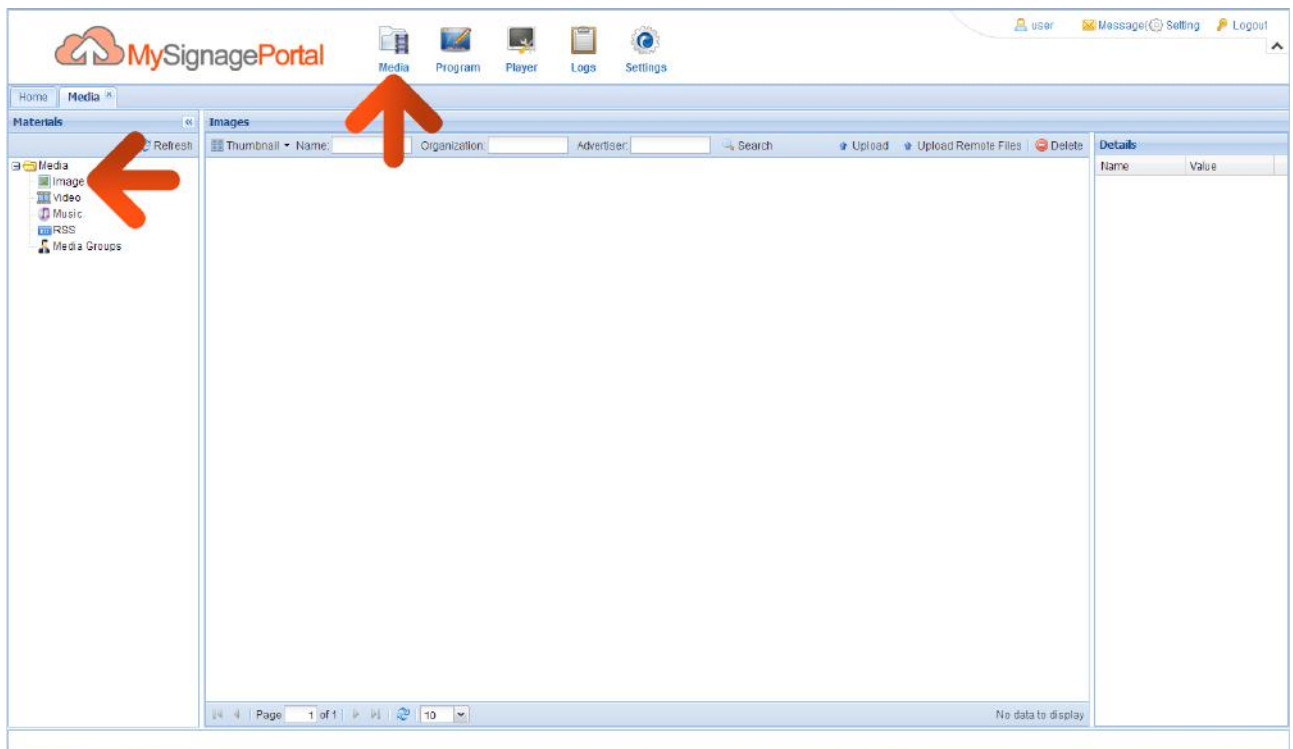 user Message( Setting Logout
MySignagePortal
Media Program Player Logs Settings
Home Media
Materials Images
Refresh Thumbnail Name: Organization: Advertiser: Search Upload Upload Remote Files Delete Details
Name Value
Media
Image
Video
Music
RSS
Media Groups
Page 1 of 1 10 No data to display